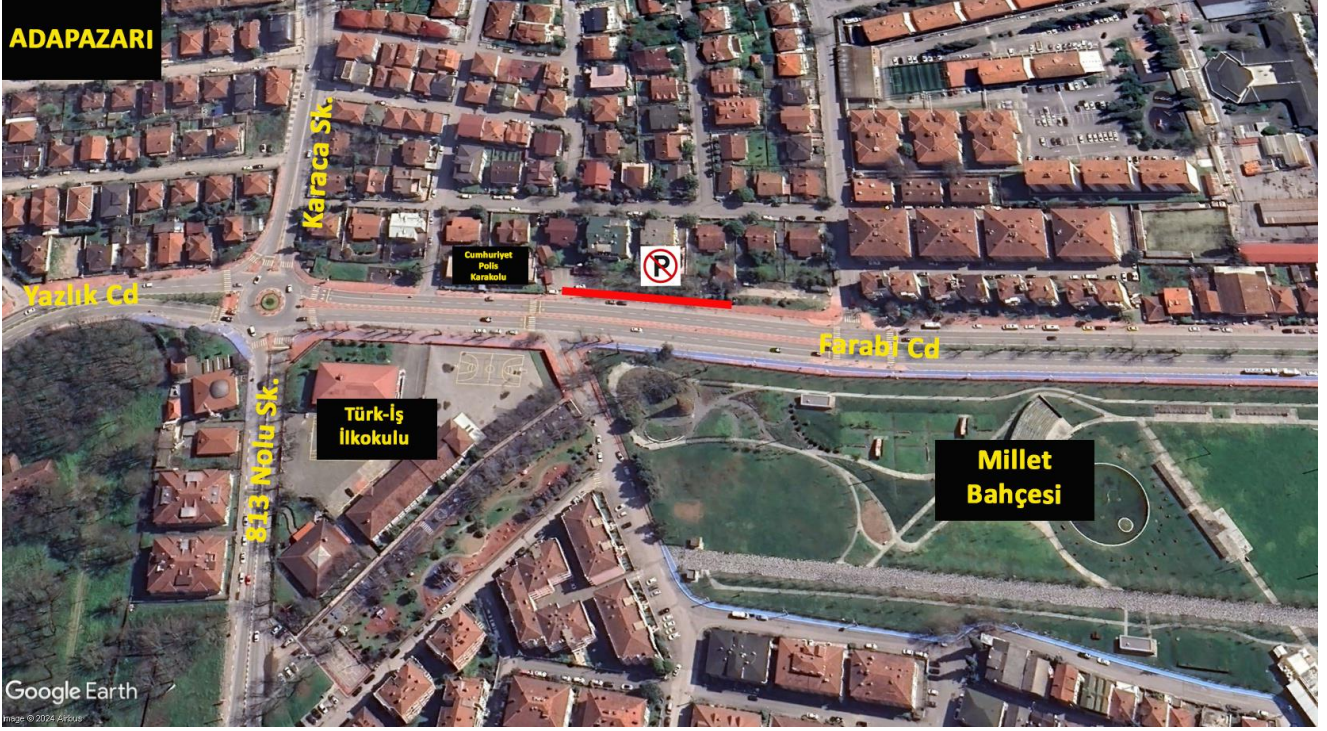 ADAPAZARI
Karaca Sk.
Cumhuriyet
Polis
Karakolu
P
Yazlık Cd
Farabi Cd
Türk-İş
İlkokulu
813 Nolu Sk.
Millet
Bahçesi
Google Earth
mage © 2024 Airbus